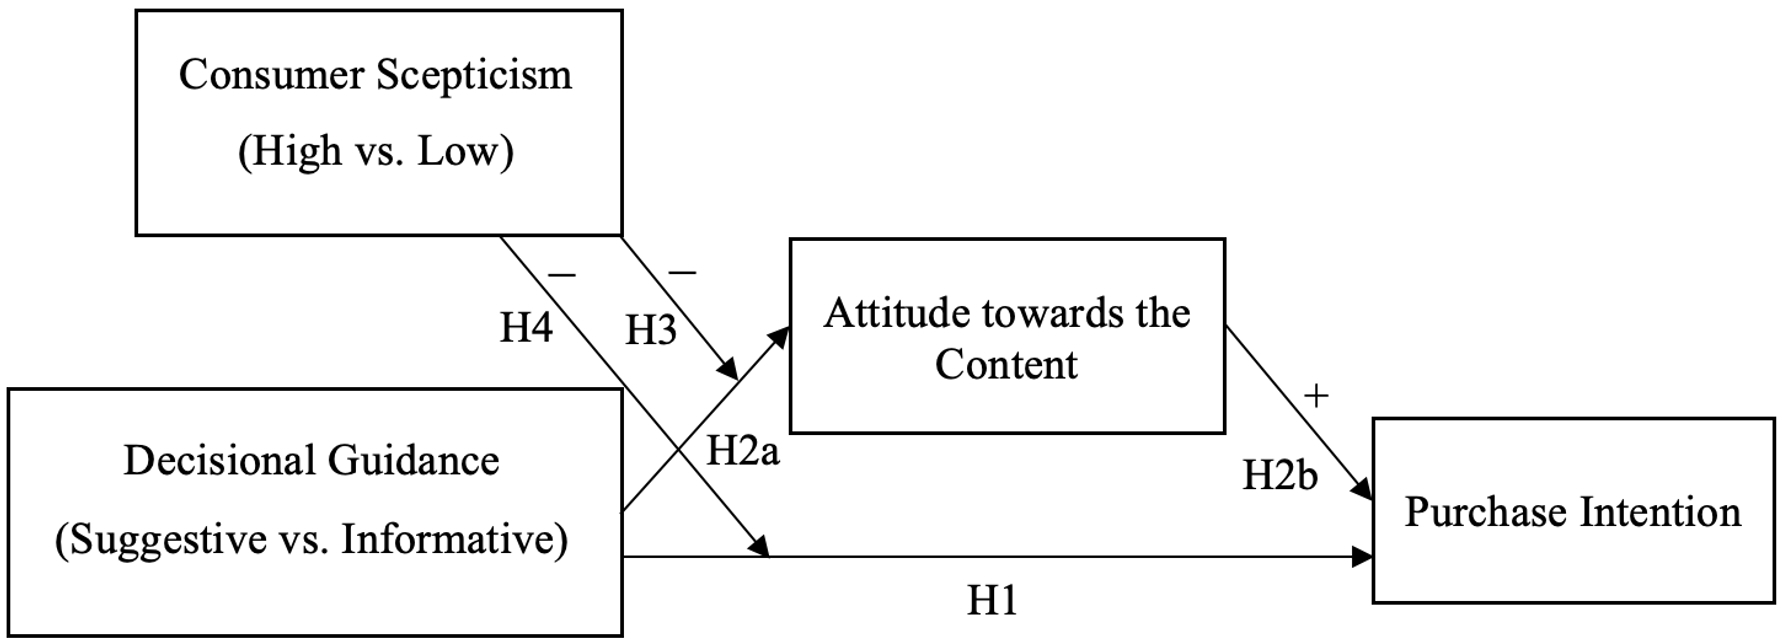 Consumer Scepticism
(High vs. Low)
–
–
H4
H3
Attitude towards the
Content
+
H2a
H2b
Decisional Guidance
(Suggestive vs. Informative)
Purchase Intention
H1